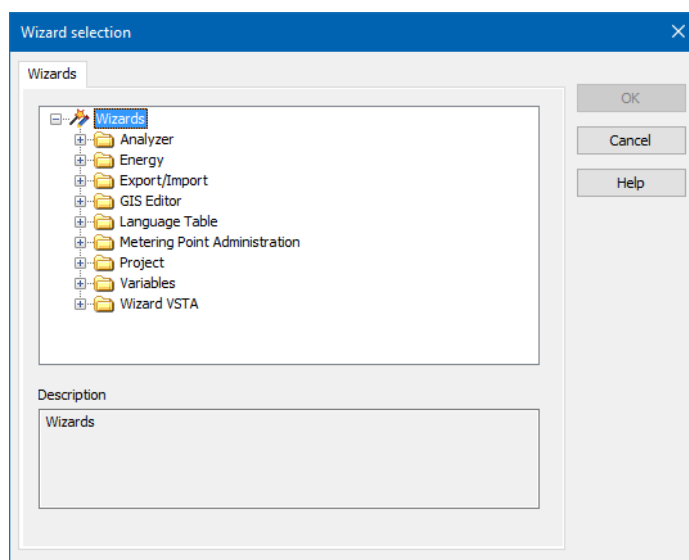 Wizard selection
Wizards
Wizards
Analyzer
Energy
Export/Import
GIS Editor
Language Table
Metering Point Administration
Project
Variables
Wizard VSTA
OK
Cancel
Help
Description
Wizards